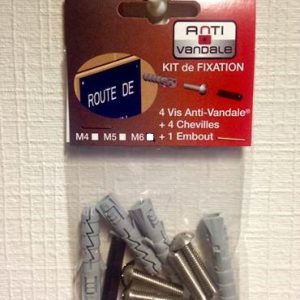 ANTI
VANDALE
KIT de FIXATION
ROUTE DE
4 Vis Anti-Vandale®
+ 4 Chevilles
+ 1 Embout
M4 M5 M6